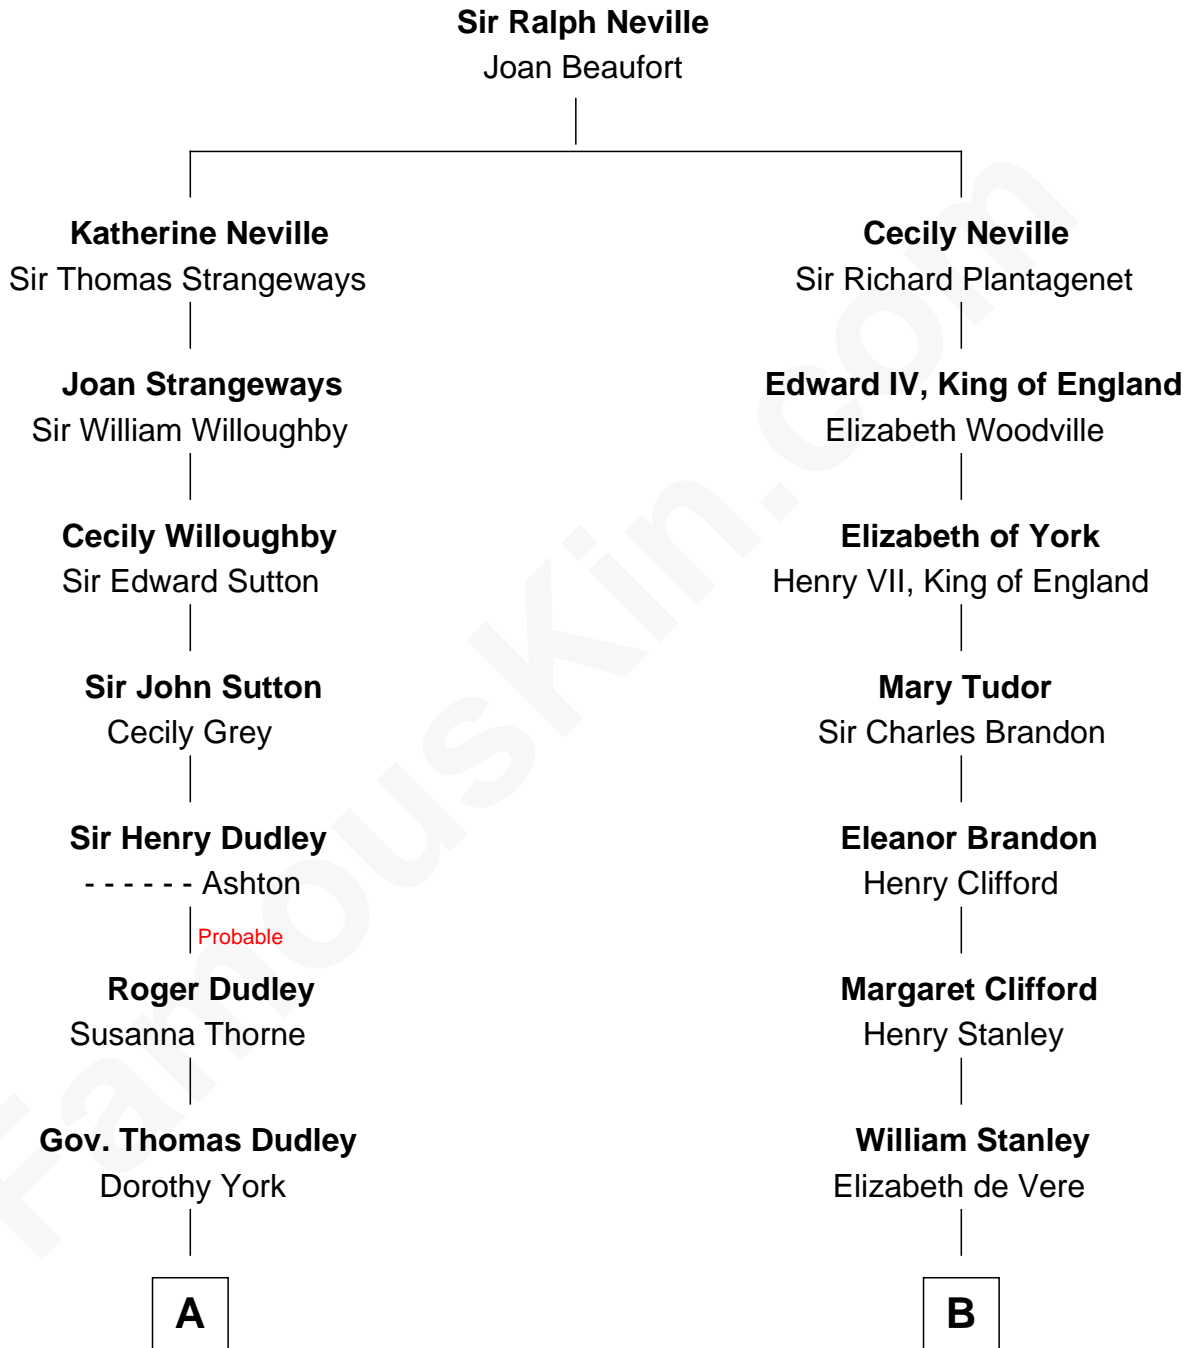 Sir Ralph Neville
Joan Beaufort
Katherine Neville
Sir Thomas Strangeways
Joan Strangeways
Sir William Willoughby
Cecily Willoughby
Sir Edward Sutton
Sir John Sutton
Cecily Grey
Sir Henry Dudley
- - - - - - Ashton
Probable
Roger Dudley
Susanna Thorne
Gov. Thomas Dudley
Dorothy York
A
Cecily Neville
Sir Richard Plantagenet
Edward IV, King of England
Elizabeth Woodville
Elizabeth of York
Henry VII, King of England
Mary Tudor
Sir Charles Brandon
Eleanor Brandon
Henry Clifford
Margaret Clifford
Henry Stanley
William Stanley
Elizabeth de Vere
B
FamousKin.com